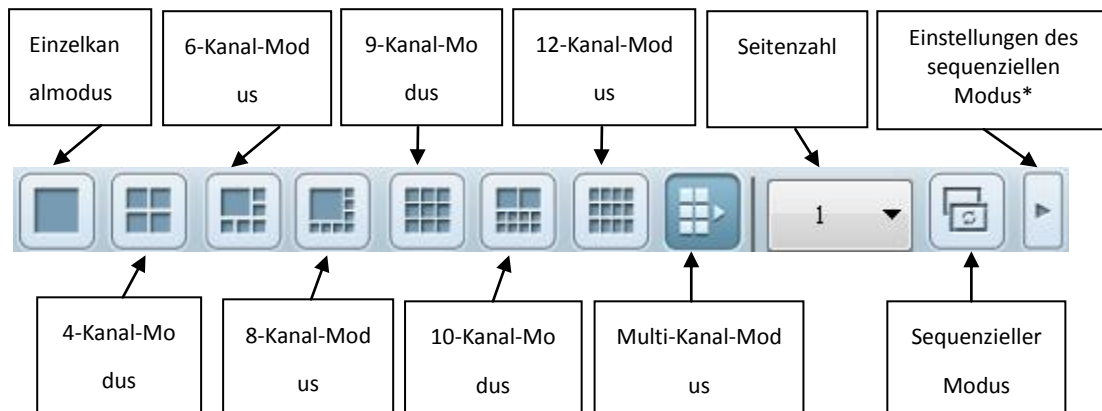 Einzelkan
almodus
6-Kanal-Mod
us
9-Kanal-Mo
dus
12-Kanal-Mod
us
Seitenzahl
Einstellungen des
sequenziellen
Modus*
1
4-Kanal-Mo
dus
8-Kanal-Mod
us
10-Kanal-Mo
dus
Multi-Kanal-Mod
us
Sequenzieller
Modus